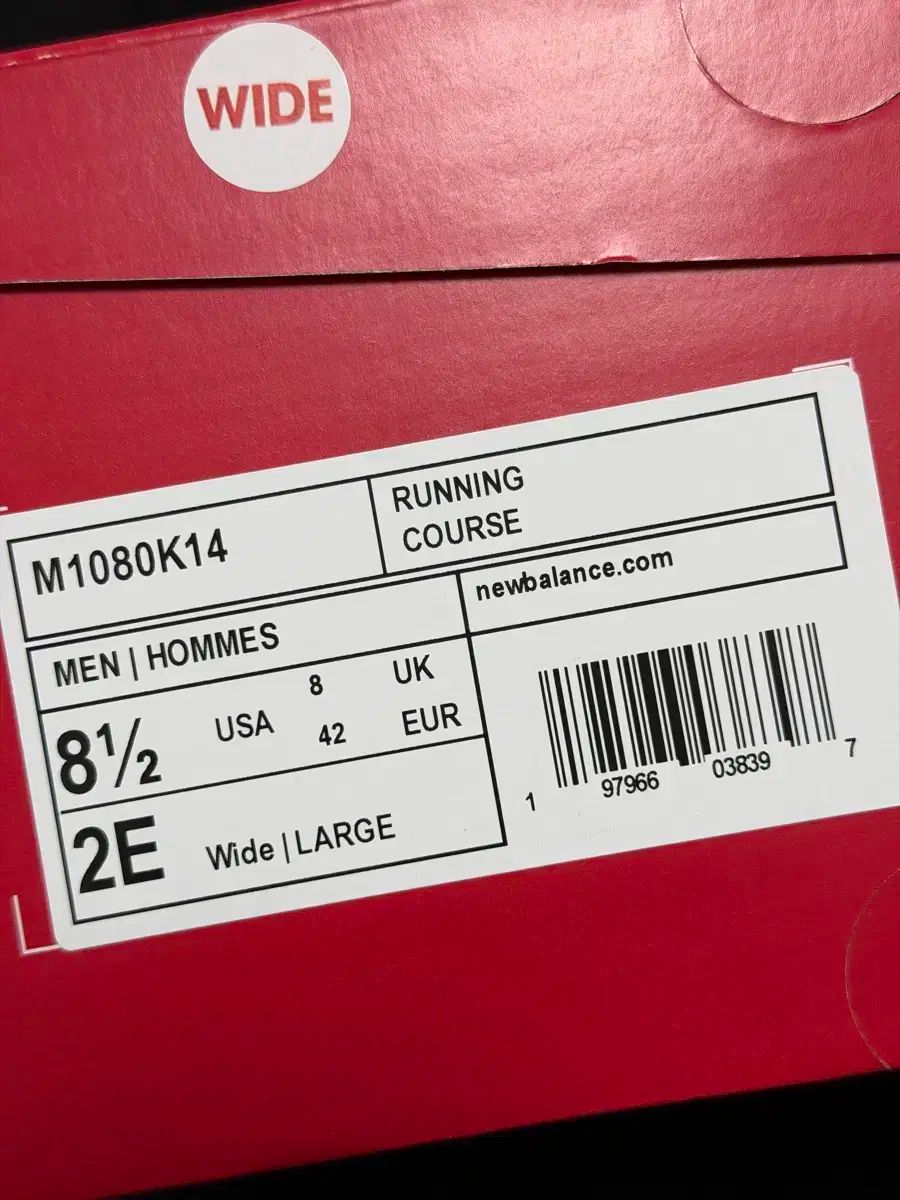 WIDE
M1080K14
RUNNING
COURSE
MEN | HOMMES
newbalance.com
8½ USA 8 UK
42 EUR
2E Wide | LARGE
1 97966 03839 7